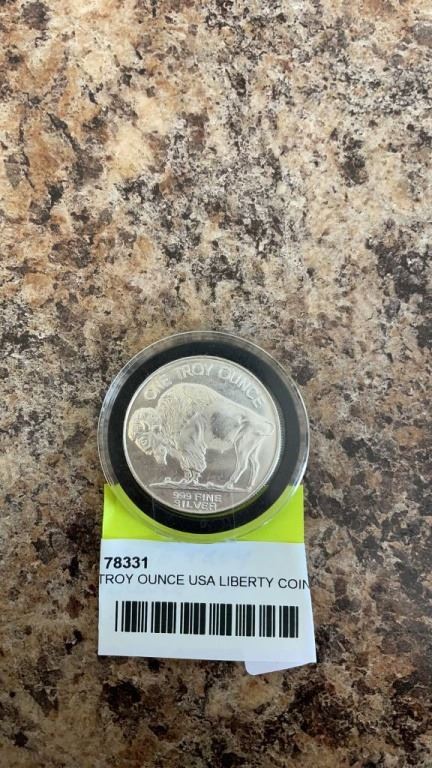 ONE TROY OUNCE
999 FINE
SILVER
78331
TROY OUNCE USA LIBERTY COIN